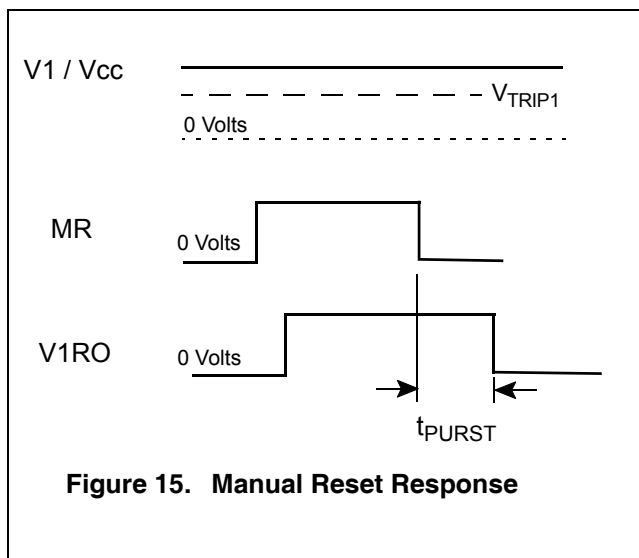 V1 / Vcc
VTRIP1
0 Volts
MR
0 Volts
V1RO
0 Volts
tPURST
Figure 15. Manual Reset Response